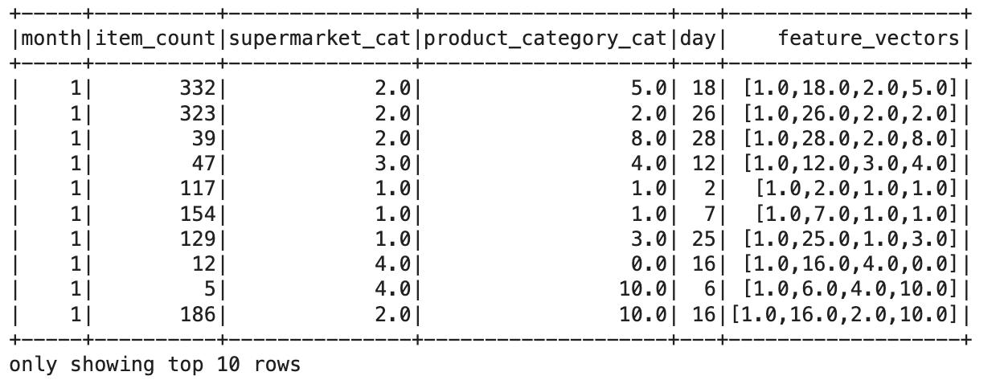 +-----+----------+---------------+--------------------+---+-------------------+
|month|item_count|supermarket_cat|product_category_cat|day|    feature_vectors|
+-----+----------+---------------+--------------------+---+-------------------+
|    1|       332|            2.0|                 5.0| 18| [1.0,18.0,2.0,5.0]|
|    1|       323|            2.0|                 2.0| 26| [1.0,26.0,2.0,2.0]|
|    1|        39|            2.0|                 8.0| 28| [1.0,28.0,2.0,8.0]|
|    1|        47|            3.0|                 4.0| 12| [1.0,12.0,3.0,4.0]|
|    1|       117|            1.0|                 1.0|  2|  [1.0,2.0,1.0,1.0]|
|    1|       154|            1.0|                 1.0|  7|  [1.0,7.0,1.0,1.0]|
|    1|       129|            1.0|                 3.0| 25| [1.0,25.0,1.0,3.0]|
|    1|        12|            4.0|                 0.0| 16| [1.0,16.0,4.0,0.0]|
|    1|         5|            4.0|                10.0|  6| [1.0,6.0,4.0,10.0]|
|    1|       186|            2.0|                10.0| 16|[1.0,16.0,2.0,10.0]|
+-----+----------+---------------+--------------------+---+-------------------+
only showing top 10 rows